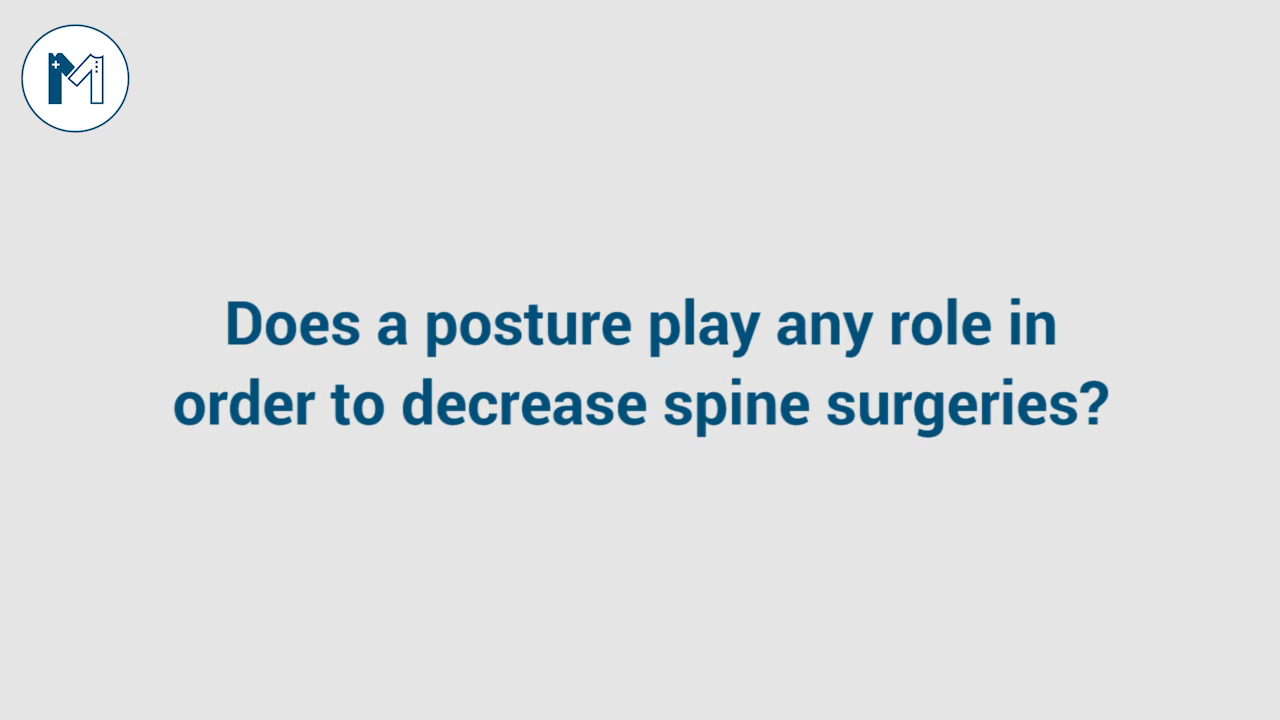 M
Does a posture play any role in
order to decrease spine surgeries?